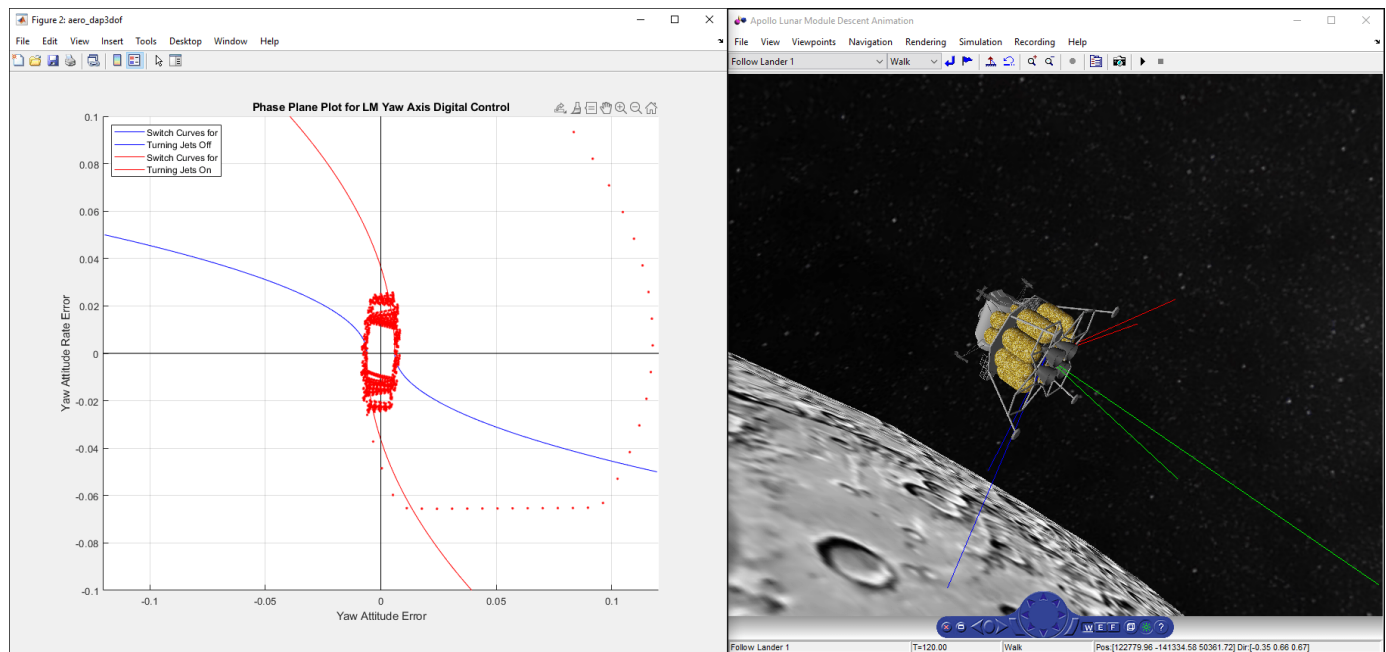 Figure 2: aero_dap3dof
File Edit View Insert Tools Desktop Window Help
Phase Plane Plot for LM Yaw Axis Digital Control
Switch Curves for
Turning Jets Off
Switch Curves for
Turning Jets On
0.1
0.08
0.06
0.04
0.02
0
-0.02
-0.04
-0.06
-0.08
-0.1
Yaw Attitude Rate Error
-0.1 -0.05 0 0.05 0.1
Yaw Attitude Error
Apollo Lunar Module Descent Animation
File View Viewpoints Navigation Rendering Simulation Recording Help
Follow Lander 1 Walk
W E F ?
Follow Lander 1 T=120.00 Walk Pos:[122779.96 -141334.58 50361.72] Dir:[-0.35 0.66 0.67]